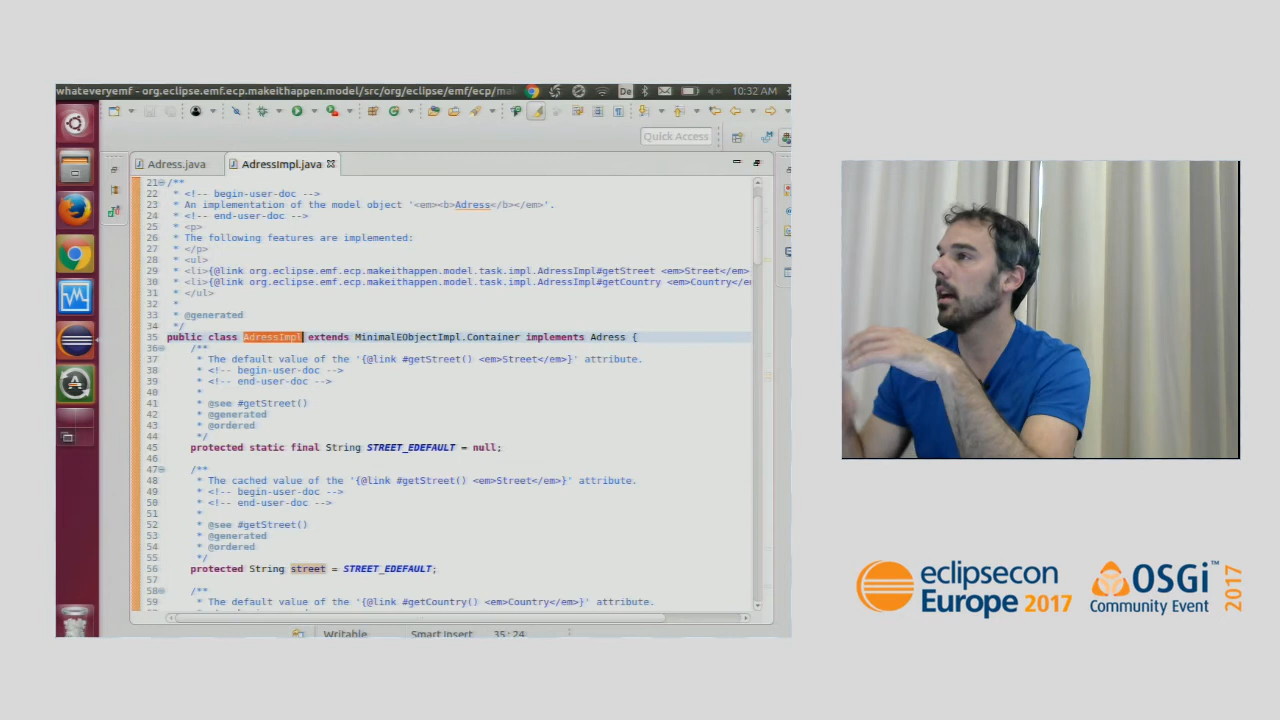 whateveryemf - org.eclipse.emf.ecp.makeithappen.model/src/org/eclipse/emf/ecp/ma
De
10:32 AM
Quick Access
Adress.java
AdressImpl.java
21 /**
22 * <!-- begin-user-doc -->
23 * An implementation of the model object '<em><b>Adress</b></em>'.
24 * <!-- end-user-doc -->
25 * <p>
26 * The following features are implemented:
27 * </p>
28 * <ul>
29 * <li>{@link org.eclipse.emf.ecp.makeithappen.model.task.impl.AdressImpl#getStreet <em>Street</em>
30 * <li>{@link org.eclipse.emf.ecp.makeithappen.model.task.impl.AdressImpl#getCountry <em>Country</e
31 * </ul>
32 *
33 * @generated
34 */
35 public class AdressImpl extends MinimalEObjectImpl.Container implements Adress {
36 /**
37 * The default value of the '{@link #getStreet() <em>Street</em>}' attribute.
38 * <!-- begin-user-doc -->
39 * <!-- end-user-doc -->
40 *
41 * @see #getStreet()
42 * @generated
43 * @ordered
44 */
45 protected static final String STREET_EDEFAULT = null;
46
47 /**
48 * The cached value of the '{@link #getStreet() <em>Street</em>}' attribute.
49 * <!-- begin-user-doc -->
50 * <!-- end-user-doc -->
51 *
52 * @see #getStreet()
53 * @generated
54 * @ordered
55 */
56 protected String street = STREET_EDEFAULT;
57
58 /**
59 * The default value of the '{@link #getCountry() <em>Country</em>}' attribute.
Writable
Smart Insert
35:24
eclipsecon
Europe 2017
OSGi™
Community Event
2017